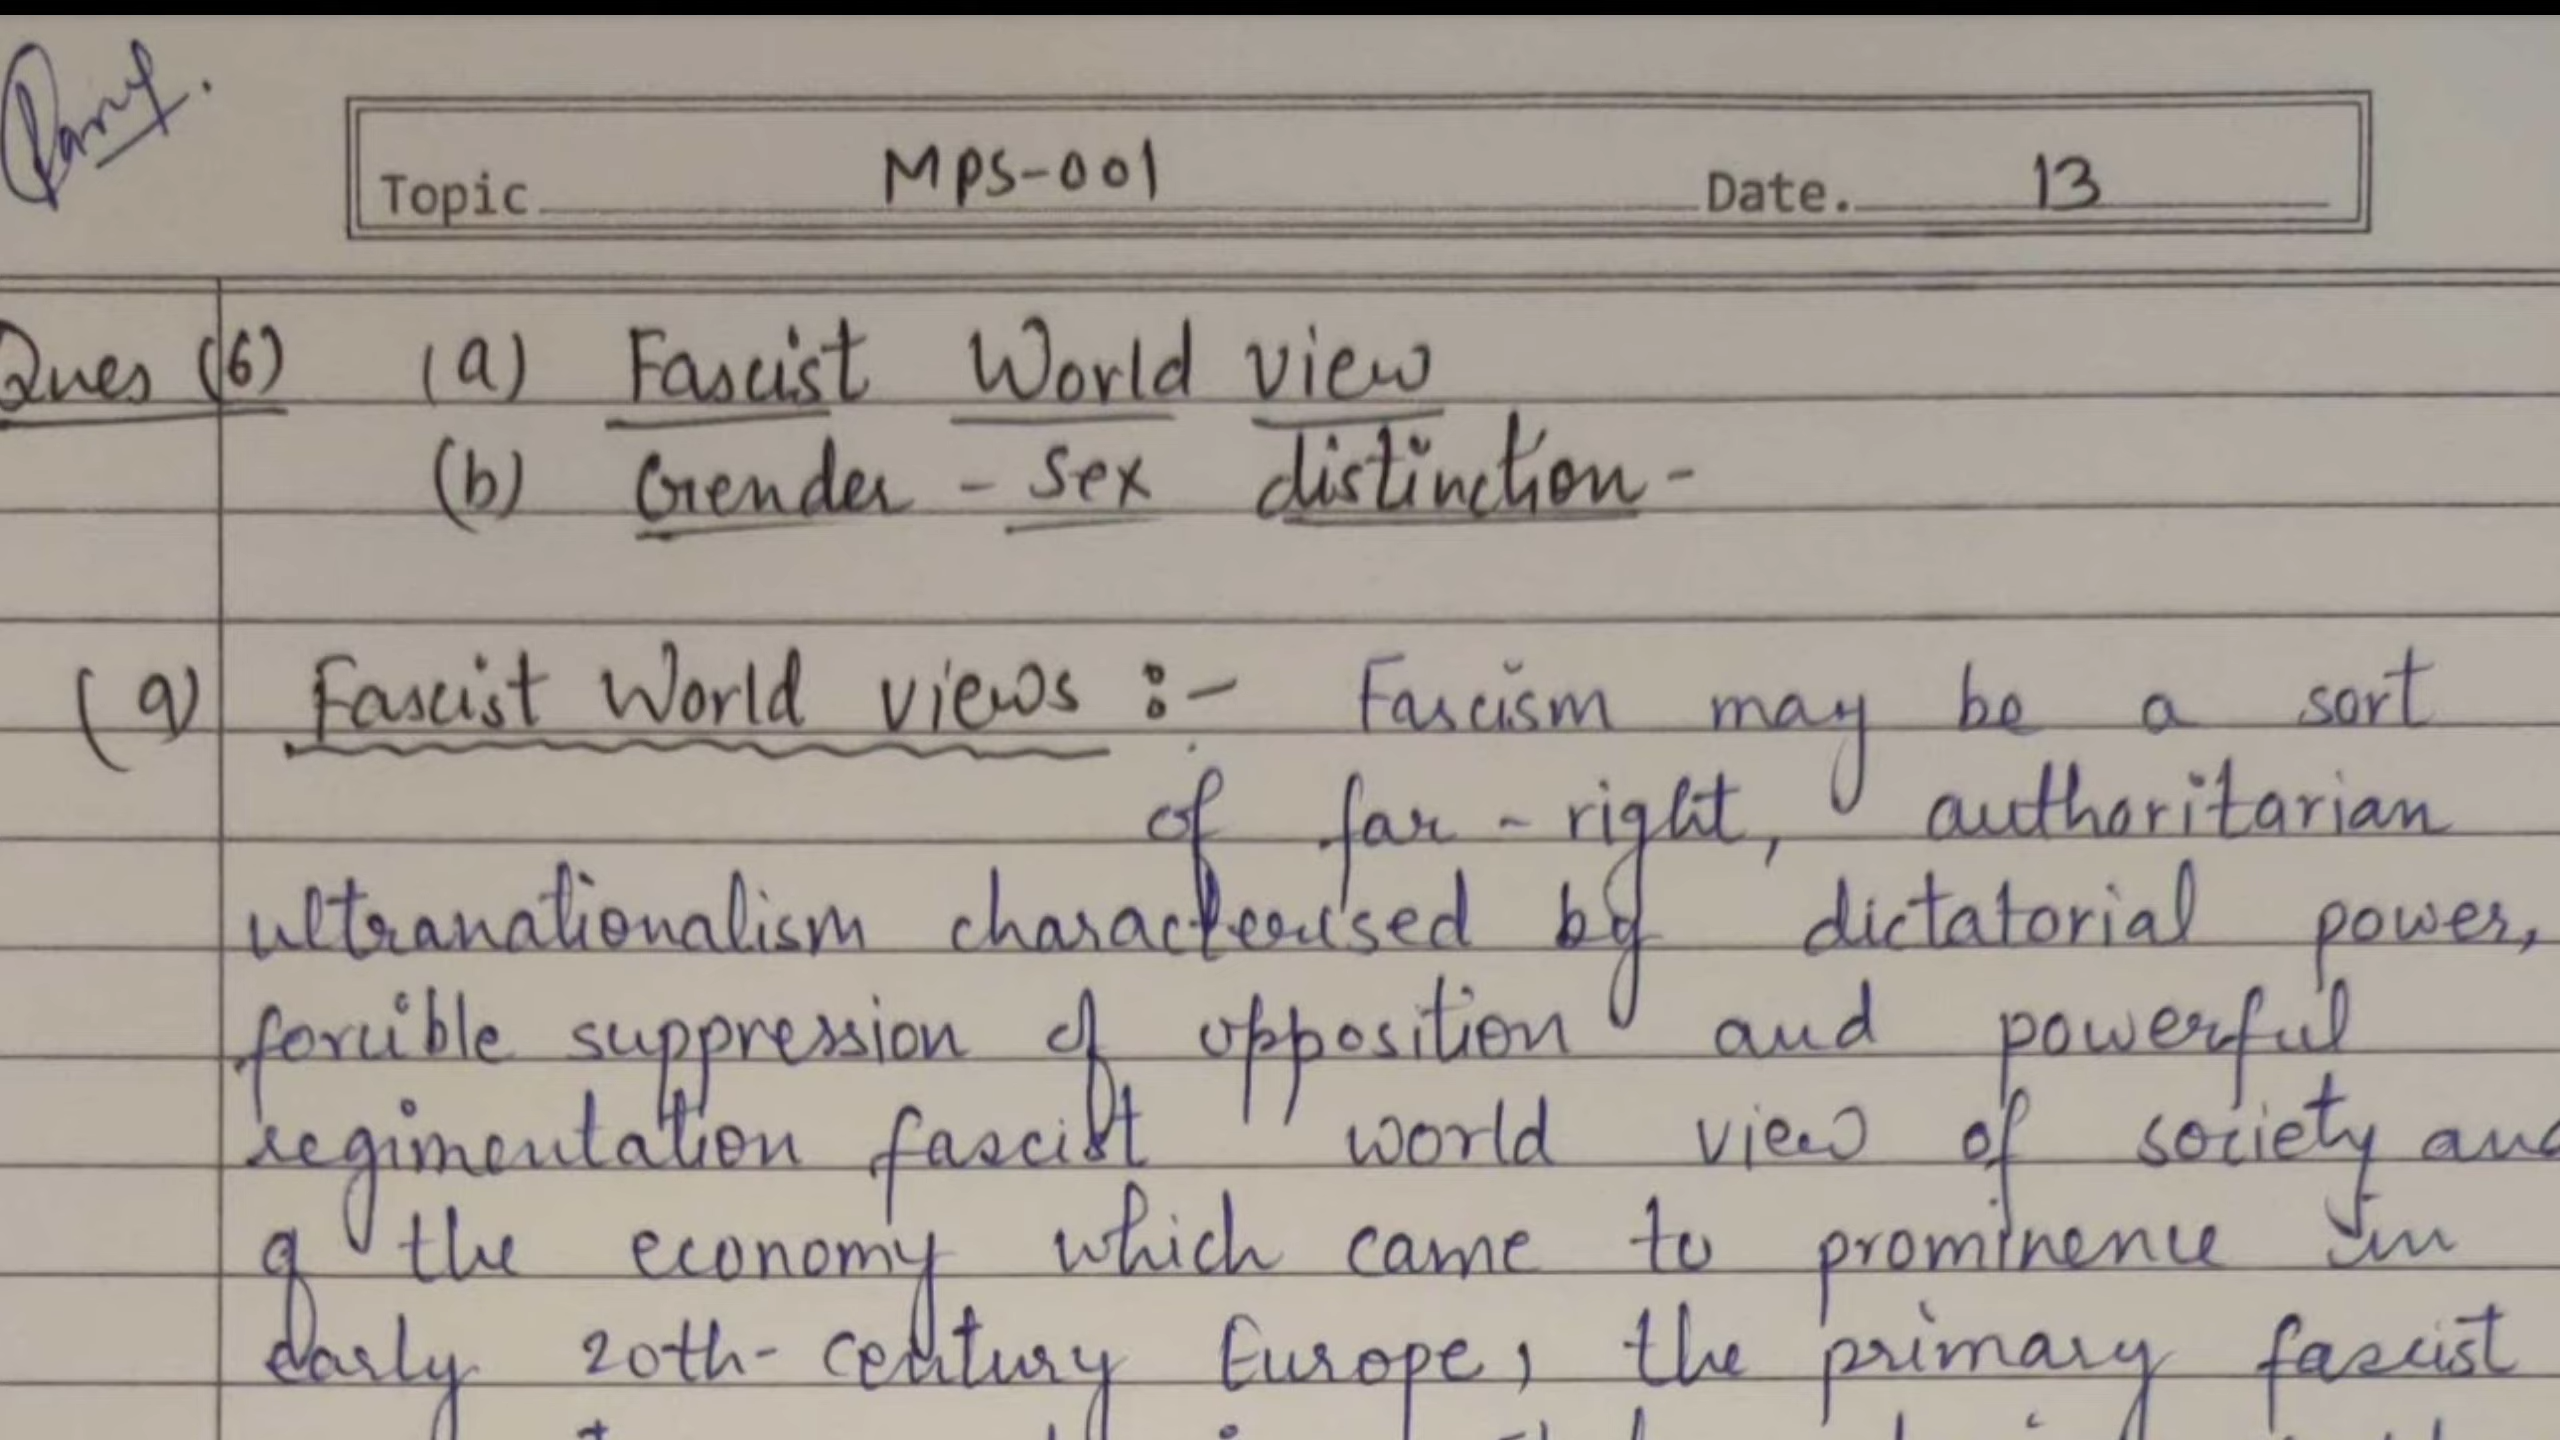 Topic MPS-001 Date. 13
Ques (6) (a) Fascist World view
(b) Gender - Sex distinction -
(a) Fascist World views :- Fascism may be a sort
of far - right, authoritarian
ultranationalism characterised by dictatorial power,
forcible suppression of opposition and powerful
regimentation fascist world view of society and
of the economy which came to prominence in
early 20th- century Europe, the primary fascist